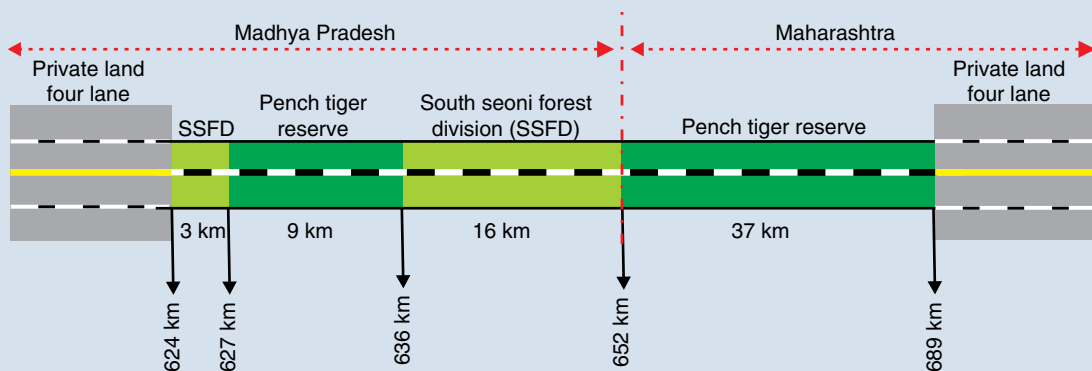 Madhya Pradesh
Maharashtra
Private land
four lane
SSFD
Pench tiger
reserve
South seoni forest
division (SSFD)
Pench tiger reserve
Private land
four lane
3 km
9 km
16 km
37 km
624 km
627 km
636 km
652 km
689 km